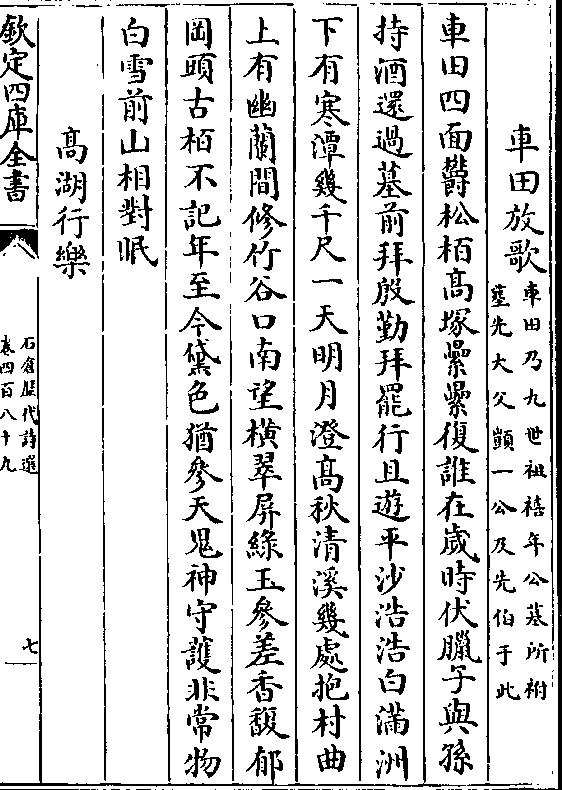 車田放歌
車田乃九世祖禧年公墓所祔
塟先大父顗一公及先伯于此
車田四面欝松栢髙塚纍纍復誰在歲時伏臘子與孫
持酒還過墓前拜殷勤拜罷行且遊平沙浩浩白滿洲
下有寒潭幾千尺一天明月澄髙秋清溪幾處抱村曲
上有幽蘭間修竹谷口南望橫翠屏綠玉參差香馥郁
岡頭古栢不記年至今黛色猶參天鬼神守護非常物
白雪前山相對眠
髙湖行樂
欽定四庫全書
石倉歷代詩選
卷四百八十九
七